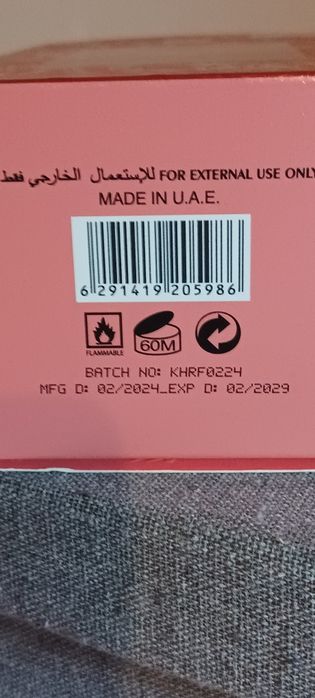 للإستعمال الخارجي فقط FOR EXTERNAL USE ONLY
MADE IN U.A.E.
6 291419 205986
FLAMMABLE
60M
BATCH NO: KHRF0224
MFG D: 02/2024_EXP D: 02/2029